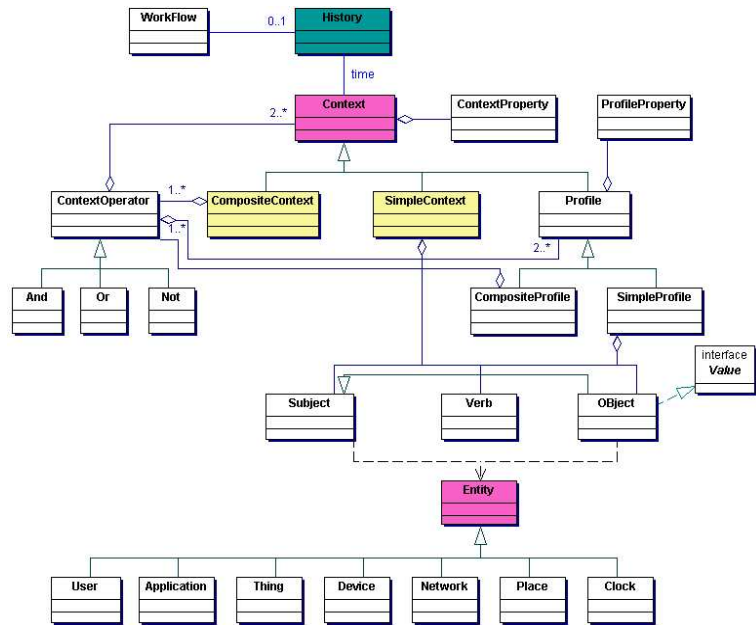 WorkFlow
0..1
History
time
Context
ContextProperty
ProfileProperty
2..*
ContextOperator
1..*
CompositeContext
SimpleContext
Profile
1..*
2..*
And
Or
Not
CompositeProfile
SimpleProfile
interface
Value
Subject
Verb
OBject
Entity
User
Application
Thing
Device
Network
Place
Clock